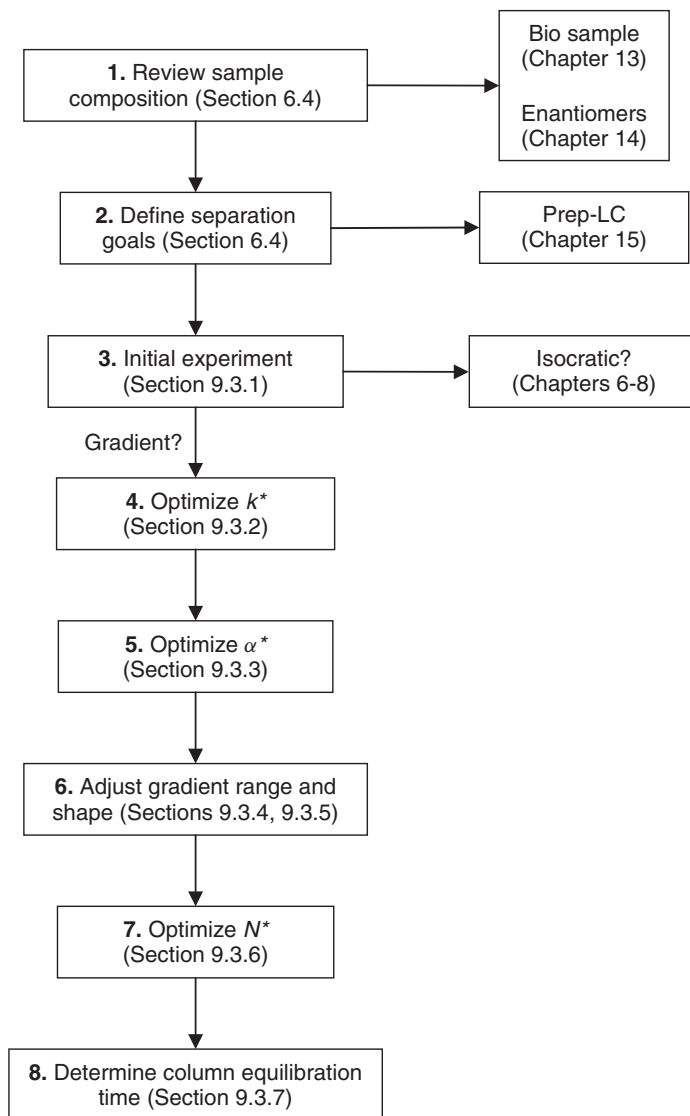 1. Review sample
composition (Section 6.4)
Bio sample
(Chapter 13)
Enantiomers
(Chapter 14)
2. Define separation
goals (Section 6.4)
Prep-LC
(Chapter 15)
3. Initial experiment
(Section 9.3.1)
Isocratic?
(Chapters 6-8)
Gradient?
4. Optimize k*
(Section 9.3.2)
5. Optimize α*
(Section 9.3.3)
6. Adjust gradient range and
shape (Sections 9.3.4, 9.3.5)
7. Optimize N*
(Section 9.3.6)
8. Determine column equilibration
time (Section 9.3.7)